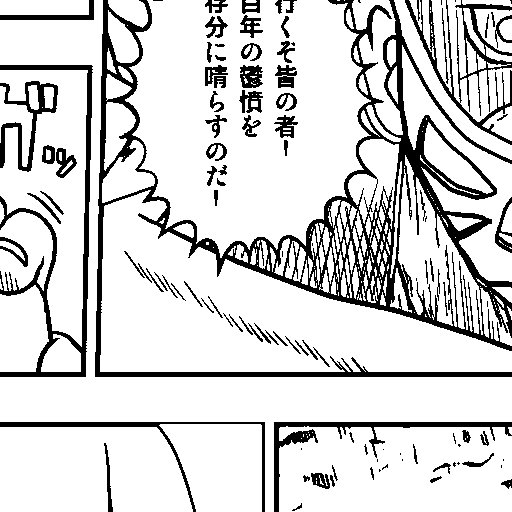 行くぞ皆の者！
百年の鬱憤を
存分に晴らすのだ！